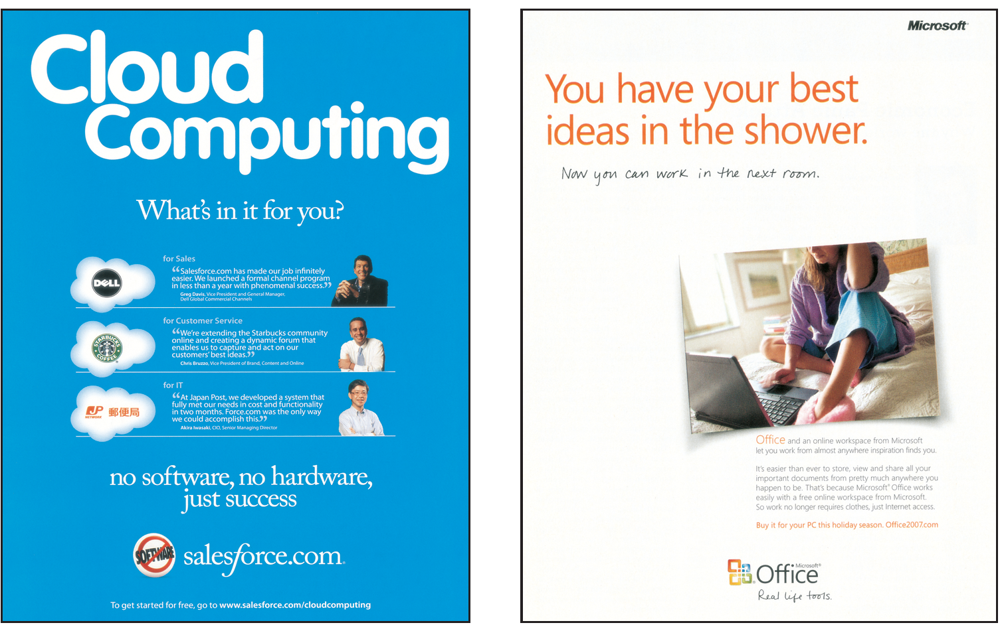 Cloud
Computing
What's in it for you?
DELL
for Sales
“Salesforce.com has made our job infinitely
easier. We launched a formal channel program
in less than a year with phenomenal success.”
Greg Davis, Vice President and General Manager,
Dell Global Commercial Channels
STARBUCKS
COFFEE
for Customer Service
“We're extending the Starbucks community
online and creating a dynamic forum that
enables us to capture and act on our
customers' best ideas.”
Chris Bruzzo, Vice President of Brand, Content and Online
JP
NETWORK
郵便局
for IT
“At Japan Post, we developed a system that
fully met our needs in cost and functionality
in two months. Force.com was the only way
we could accomplish this.”
Akira Iwasaki, CIO, Senior Managing Director
no software, no hardware,
just success
SOFTWARE
salesforce.com®
To get started for free, go to www.salesforce.com/cloudcomputing
Microsoft®
You have your best
ideas in the shower.
Now you can work in the next room.
Office and an online workspace from Microsoft
let you work from almost anywhere inspiration finds you.
It's easier than ever to store, view and share all your
important documents from pretty much anywhere you
happen to be. That's because Microsoft® Office works
easily with a free online workspace from Microsoft.
So work no longer requires clothes, just Internet access.
Buy it for your PC this holiday season. Office2007.com
Microsoft®
Office
Real life tools.